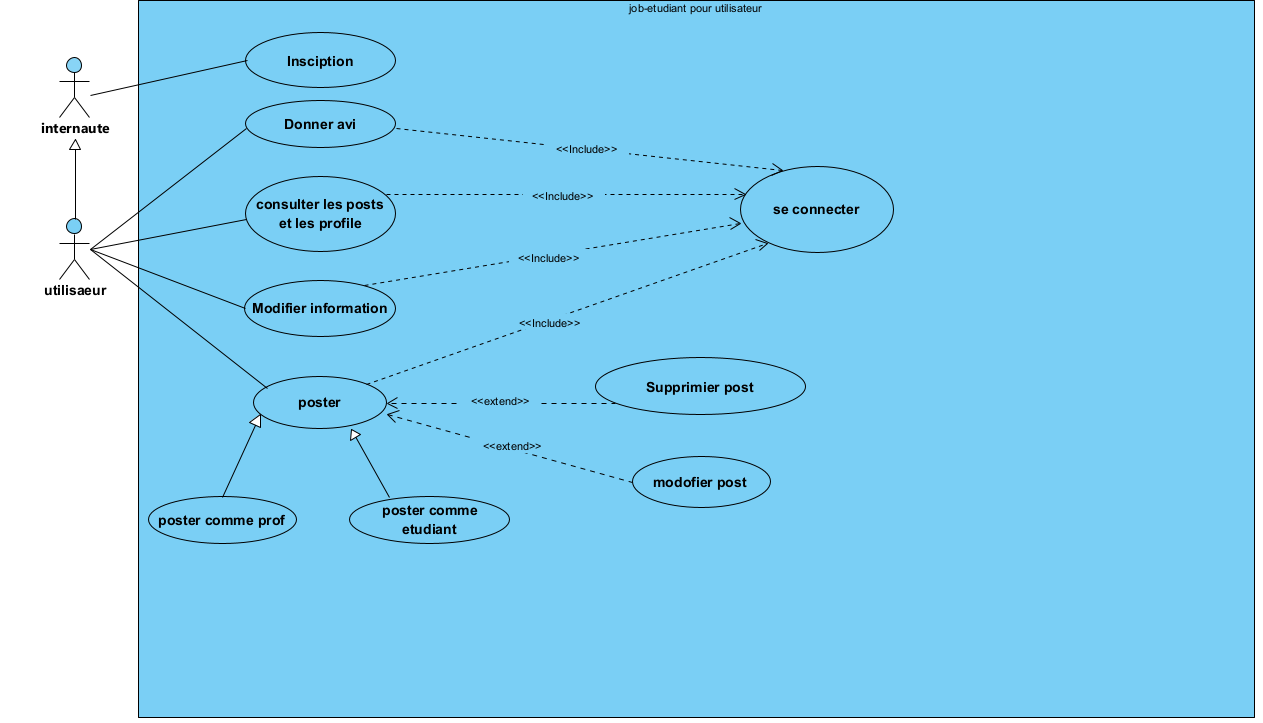 job-etudiant pour utilisateur
Insciption
internaute
Donner avi
<<Include>>
consulter les posts
et les profile
<<Include>>
se connecter
utilisaeur
<<Include>>
Modifier information
<<Include>>
Supprimier post
poster
<<extend>>
<<extend>>
modofier post
poster comme prof
poster comme
etudiant